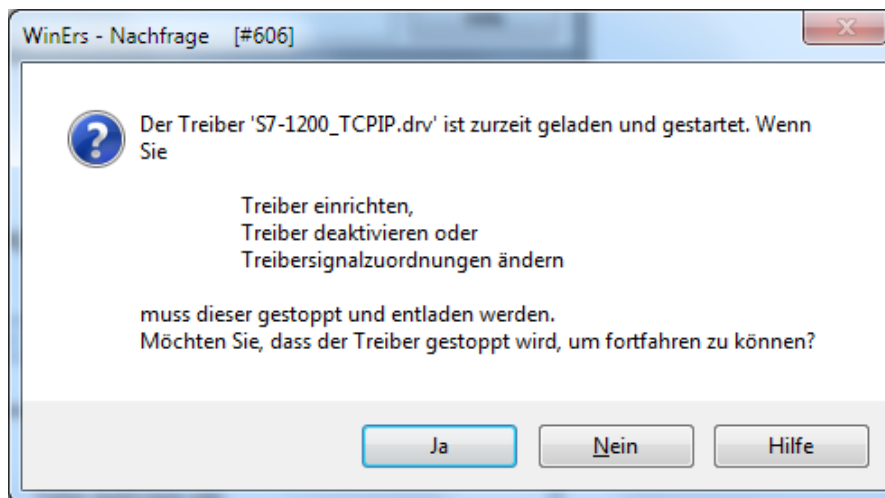 WinErs - Nachfrage [#606]
Der Treiber 'S7-1200_TCPIP.drv' ist zurzeit geladen und gestartet. Wenn
Sie
Treiber einrichten,
Treiber deaktivieren oder
Treibersignalzuordnungen ändern
muss dieser gestoppt und entladen werden.
Möchten Sie, dass der Treiber gestoppt wird, um fortfahren zu können?
Ja Nein Hilfe